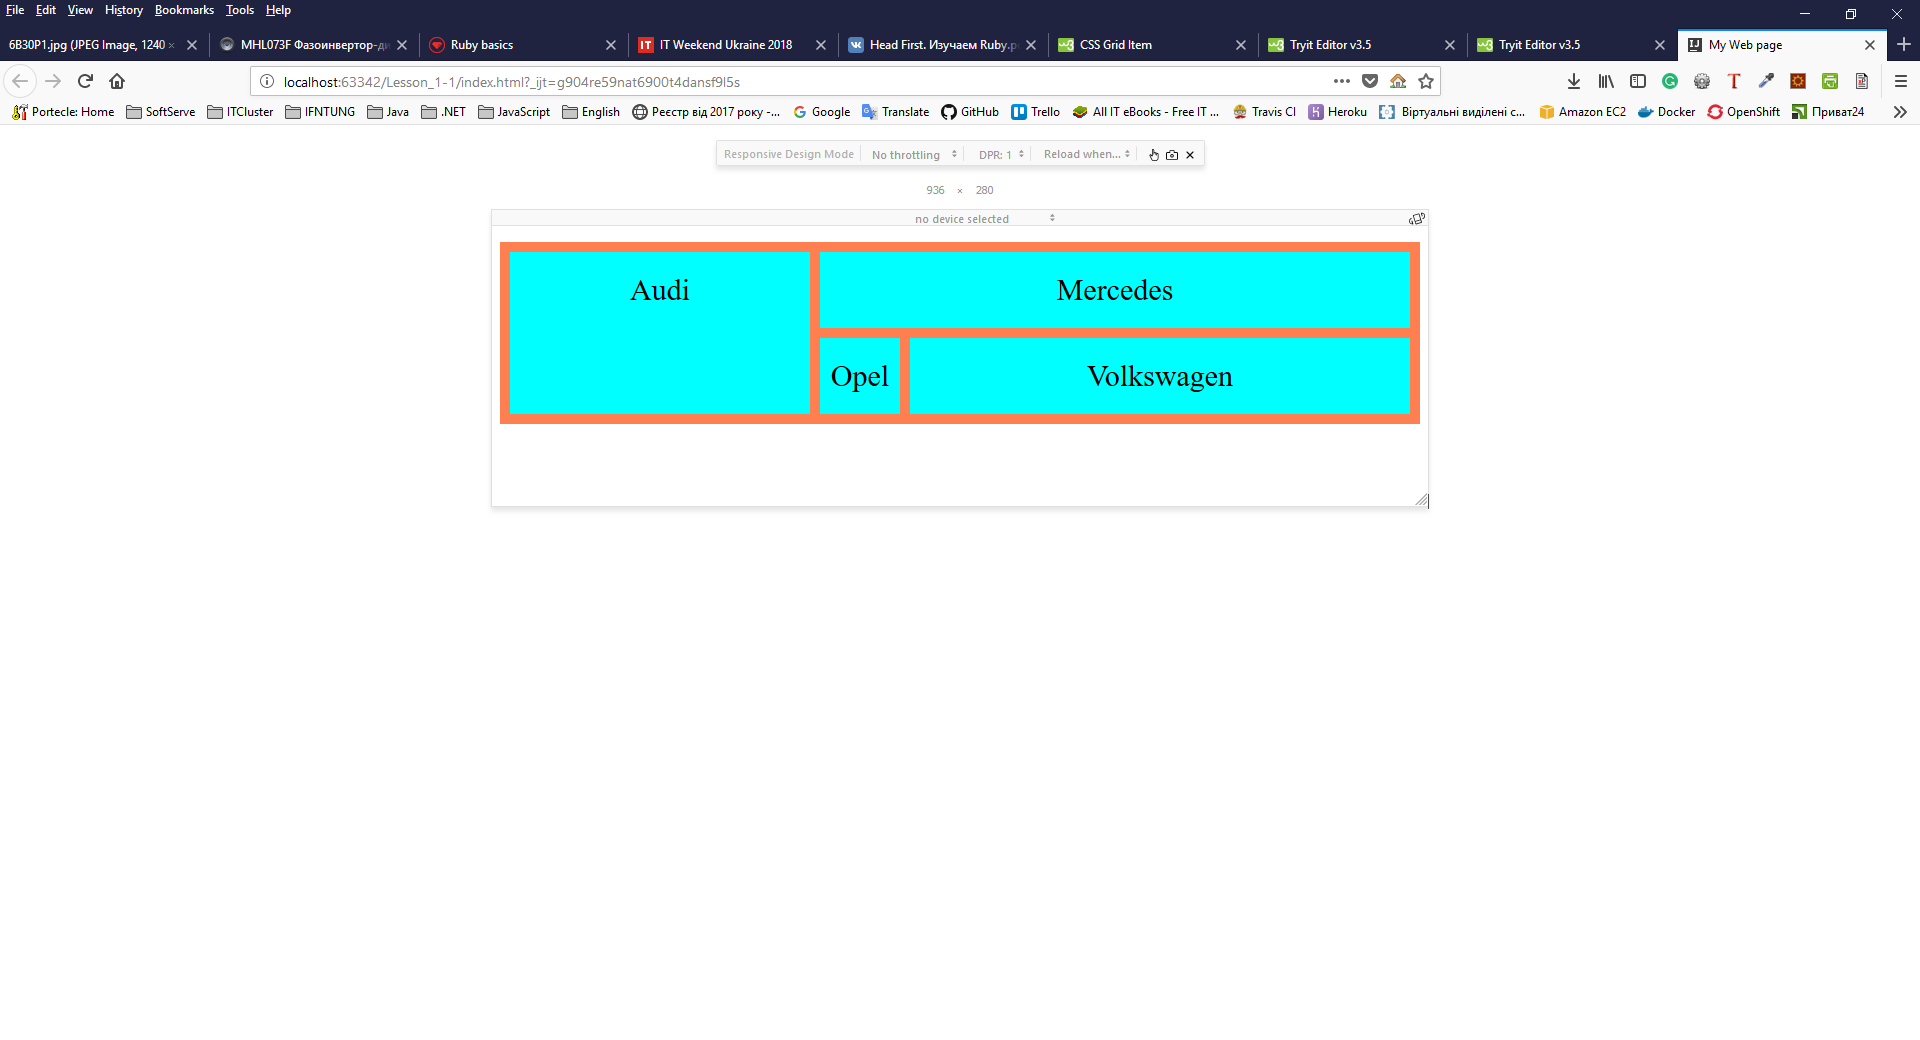 File Edit View History Bookmarks Tools Help
6B30P1.jpg (JPEG Image, 1240 × MHL073F Фазоинвертор-ди Ruby basics IT Weekend Ukraine 2018 Head First. Изучаем Ruby.p CSS Grid Item Tryit Editor v3.5 Tryit Editor v3.5 My Web page
localhost:63342/Lesson_1-1/index.html?_ijt=g904re59nat6900t4dansf9l5s
Portecle: Home SoftServe ITCluster IFNTUNG Java .NET JavaScript English Реєстр від 2017 року -... Google Translate GitHub Trello All IT eBooks - Free IT ... Travis CI Heroku Віртуальні виділені с... Amazon EC2 Docker OpenShift Приват24
Responsive Design Mode No throttling DPR: 1 Reload when...
936 × 280
no device selected
Audi Mercedes
Opel Volkswagen